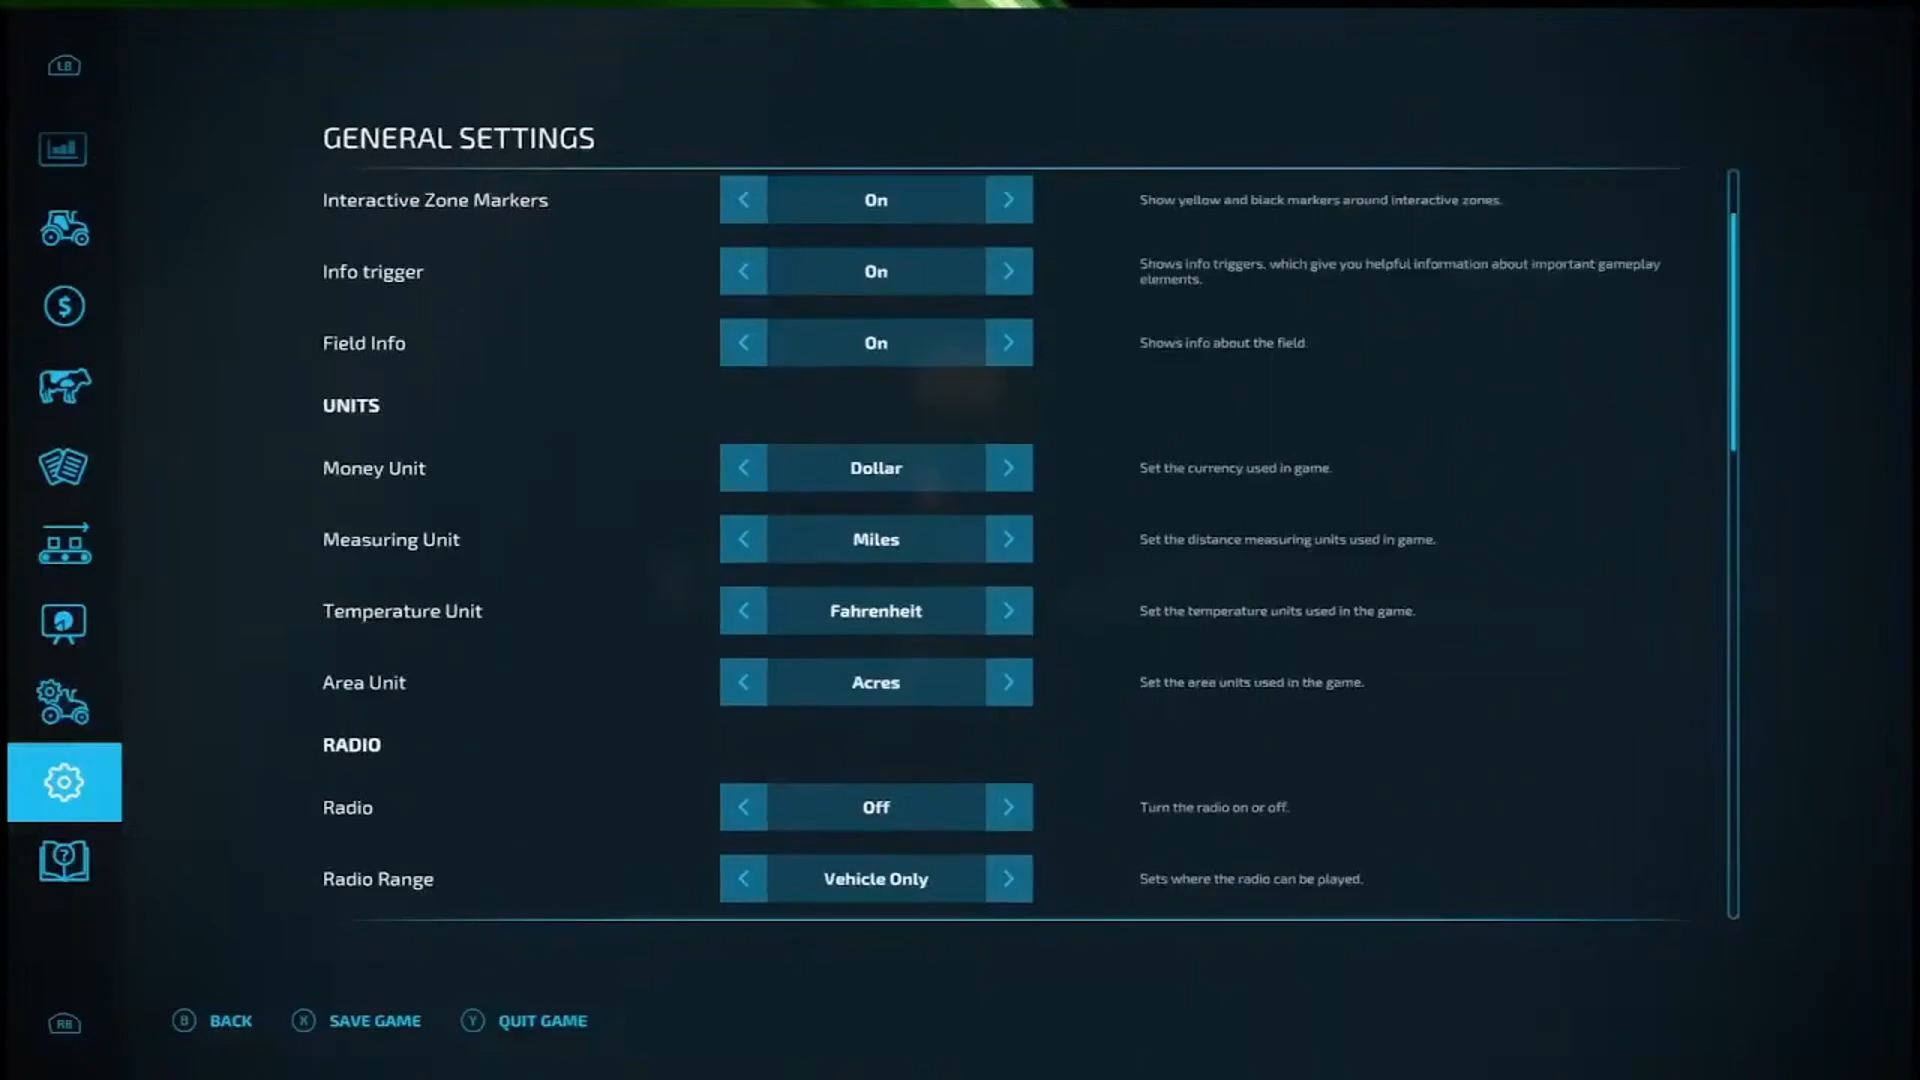 LB
GENERAL SETTINGS
Interactive Zone Markers
On
Show yellow and black markers around interactive zones.
Info trigger
On
Shows info triggers, which give you helpful information about important gameplay
elements.
Field Info
On
Shows info about the field.
UNITS
Money Unit
Dollar
Set the currency used in game.
Measuring Unit
Miles
Set the distance measuring units used in game.
Temperature Unit
Fahrenheit
Set the temperature units used in the game.
Area Unit
Acres
Set the area units used in the game.
RADIO
Radio
Off
Turn the radio on or off.
Radio Range
Vehicle Only
Sets where the radio can be played.
RB
B BACK
X SAVE GAME
Y QUIT GAME